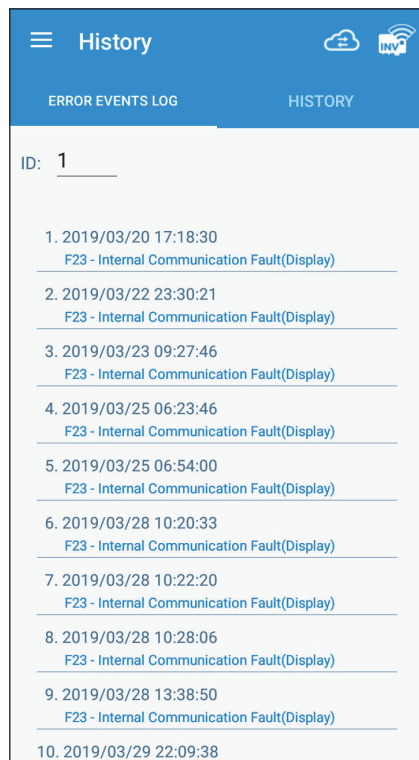 History
INV
ERROR EVENTS LOG
HISTORY
ID: 1
1. 2019/03/20 17:18:30
F23 - Internal Communication Fault(Display)
2. 2019/03/22 23:30:21
F23 - Internal Communication Fault(Display)
3. 2019/03/23 09:27:46
F23 - Internal Communication Fault(Display)
4. 2019/03/25 06:23:46
F23 - Internal Communication Fault(Display)
5. 2019/03/25 06:54:00
F23 - Internal Communication Fault(Display)
6. 2019/03/28 10:20:33
F23 - Internal Communication Fault(Display)
7. 2019/03/28 10:22:20
F23 - Internal Communication Fault(Display)
8. 2019/03/28 10:28:06
F23 - Internal Communication Fault(Display)
9. 2019/03/28 13:38:50
F23 - Internal Communication Fault(Display)
10. 2019/03/29 22:09:38